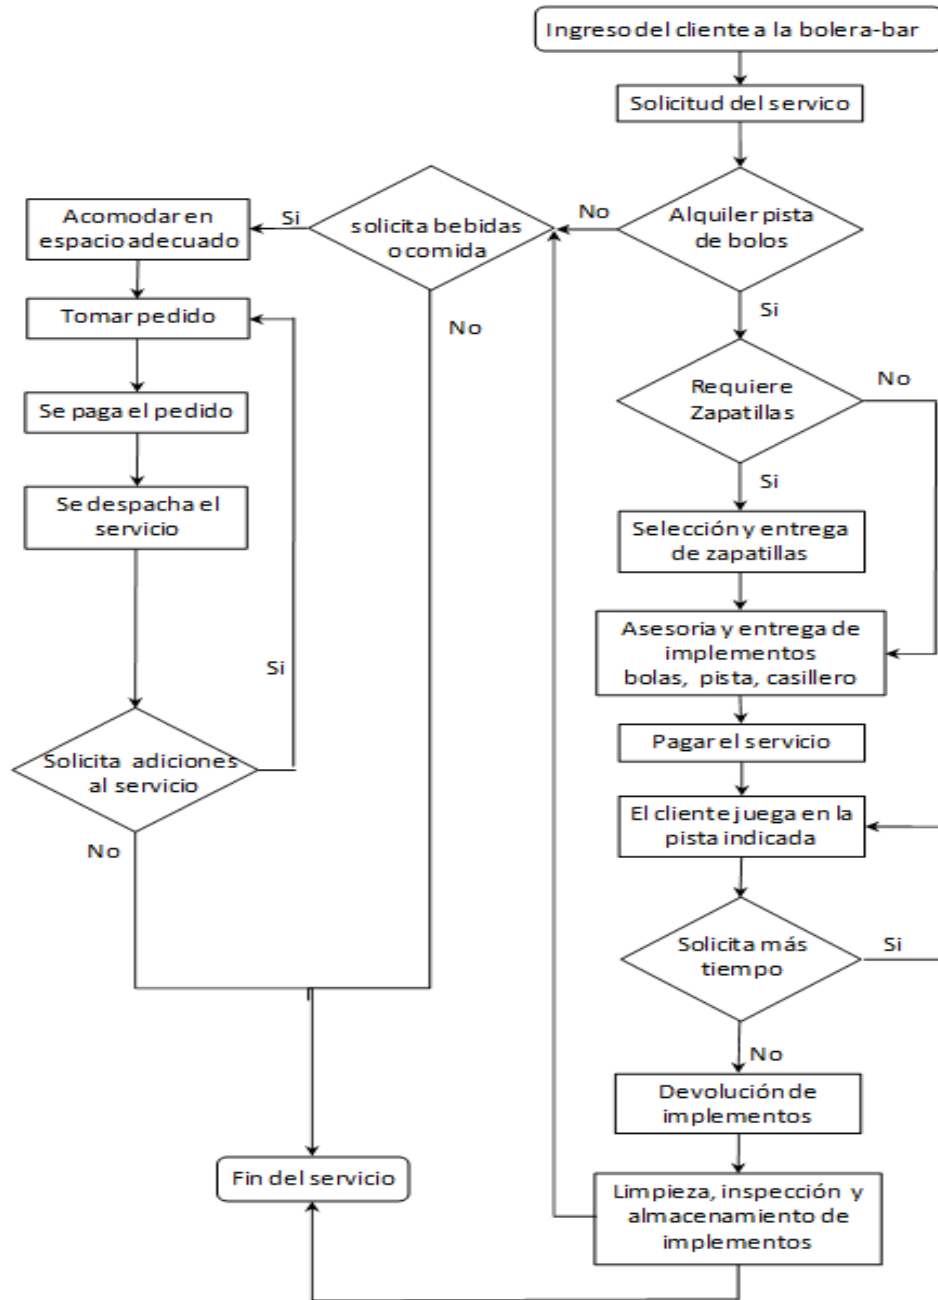 Ingreso del cliente a la bolera-bar
Solicitud del servico
Alquiler pista
de bolos
No
Si
solicita bebidas
o comida
Si
No
Acomodar en
espacio adecuado
Tomar pedido
Se paga el pedido
Se despacha el
servicio
Solicita adiciones
al servicio
Si
No
Requiere
Zapatillas
No
Si
Selección y entrega
de zapatillas
Asesoria y entrega de
implementos
bolas, pista, casillero
Pagar el servicio
El cliente juega en la
pista indicada
Solicita más
tiempo
Si
No
Devolución de
implementos
Limpieza, inspección y
almacenamiento de
implementos
Fin del servicio